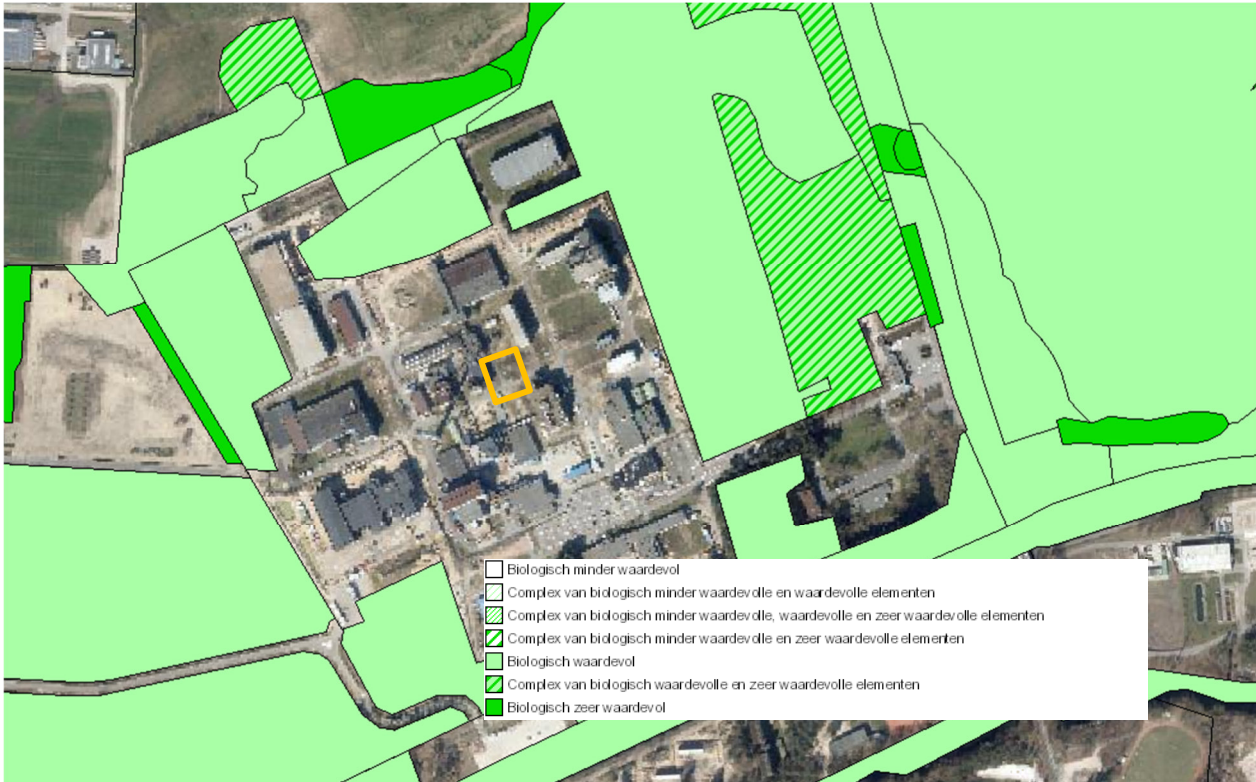 Biologisch minder waardevol
Complex van biologisch minder waardevolle en waardevolle elementen
Complex van biologisch minder waardevolle, waardevolle en zeer waardevolle elementen
Complex van biologisch minder waardevolle en zeer waardevolle elementen
Biologisch waardevol
Complex van biologisch waardevolle en zeer waardevolle elementen
Biologisch zeer waardevol